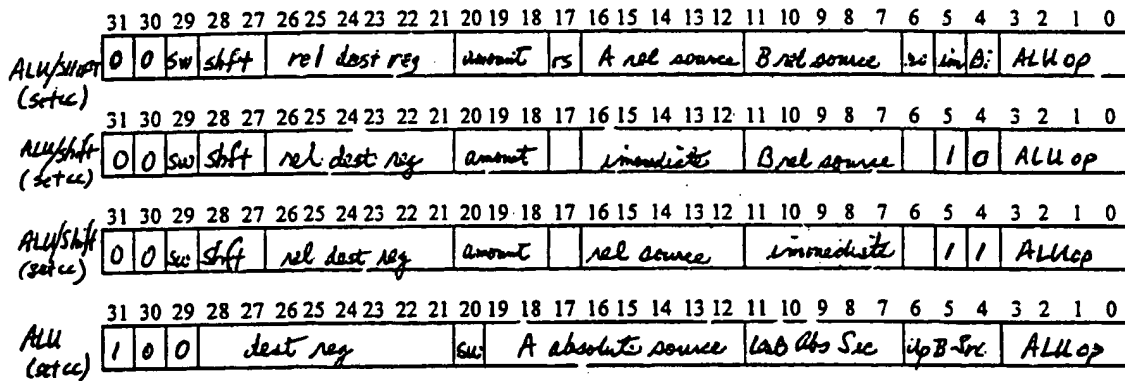 31 30 29 28 27 26 25 24 23 22 21 20 19 18 17 16 15 14 13 12 11 10 9 8 7 6 5 4 3 2 1 0
ALU/Shift 0 0 sw shft rel dest reg amount rs A rel source B rel source im Bi ALU op
(setcc)
31 30 29 28 27 26 25 24 23 22 21 20 19 18 17 16 15 14 13 12 11 10 9 8 7 6 5 4 3 2 1 0
ALU/Shft 0 0 sw Shft rel dest reg amount immediate B rel source 1 0 ALU op
(setcc)
31 30 29 28 27 26 25 24 23 22 21 20 19 18 17 16 15 14 13 12 11 10 9 8 7 6 5 4 3 2 1 0
ALU/Shft 0 0 sw Shft rel dest reg amount rel source immediate 1 1 ALU op
(setcc)
31 30 29 28 27 26 25 24 23 22 21 20 19 18 17 16 15 14 13 12 11 10 9 8 7 6 5 4 3 2 1 0
ALU 1 0 0 dest reg sw A absolute source Abs Src B-Src ALU op
(setcc)